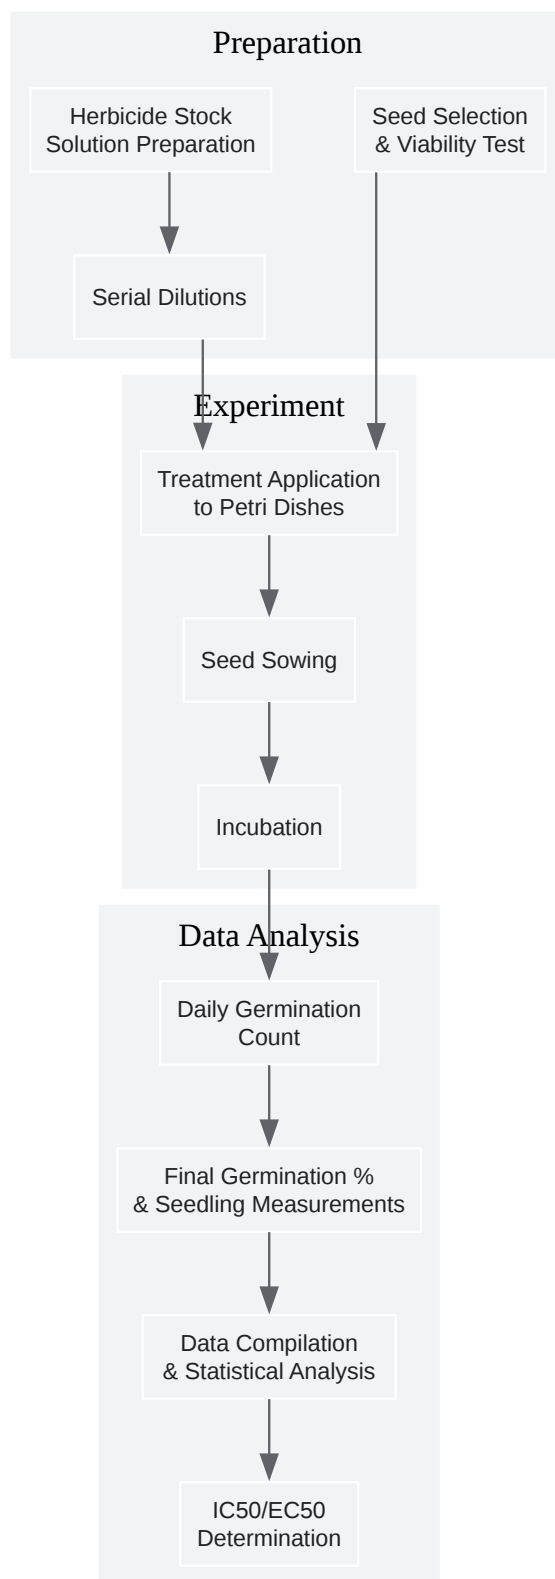 Preparation
Herbicide Stock
Solution Preparation
Seed Selection
& Viability Test
Serial Dilutions
Experiment
Treatment Application
to Petri Dishes
Seed Sowing
Incubation
Data Analysis
Daily Germination
Count
Final Germination %
& Seedling Measurements
Data Compilation
& Statistical Analysis
IC50/EC50
Determination